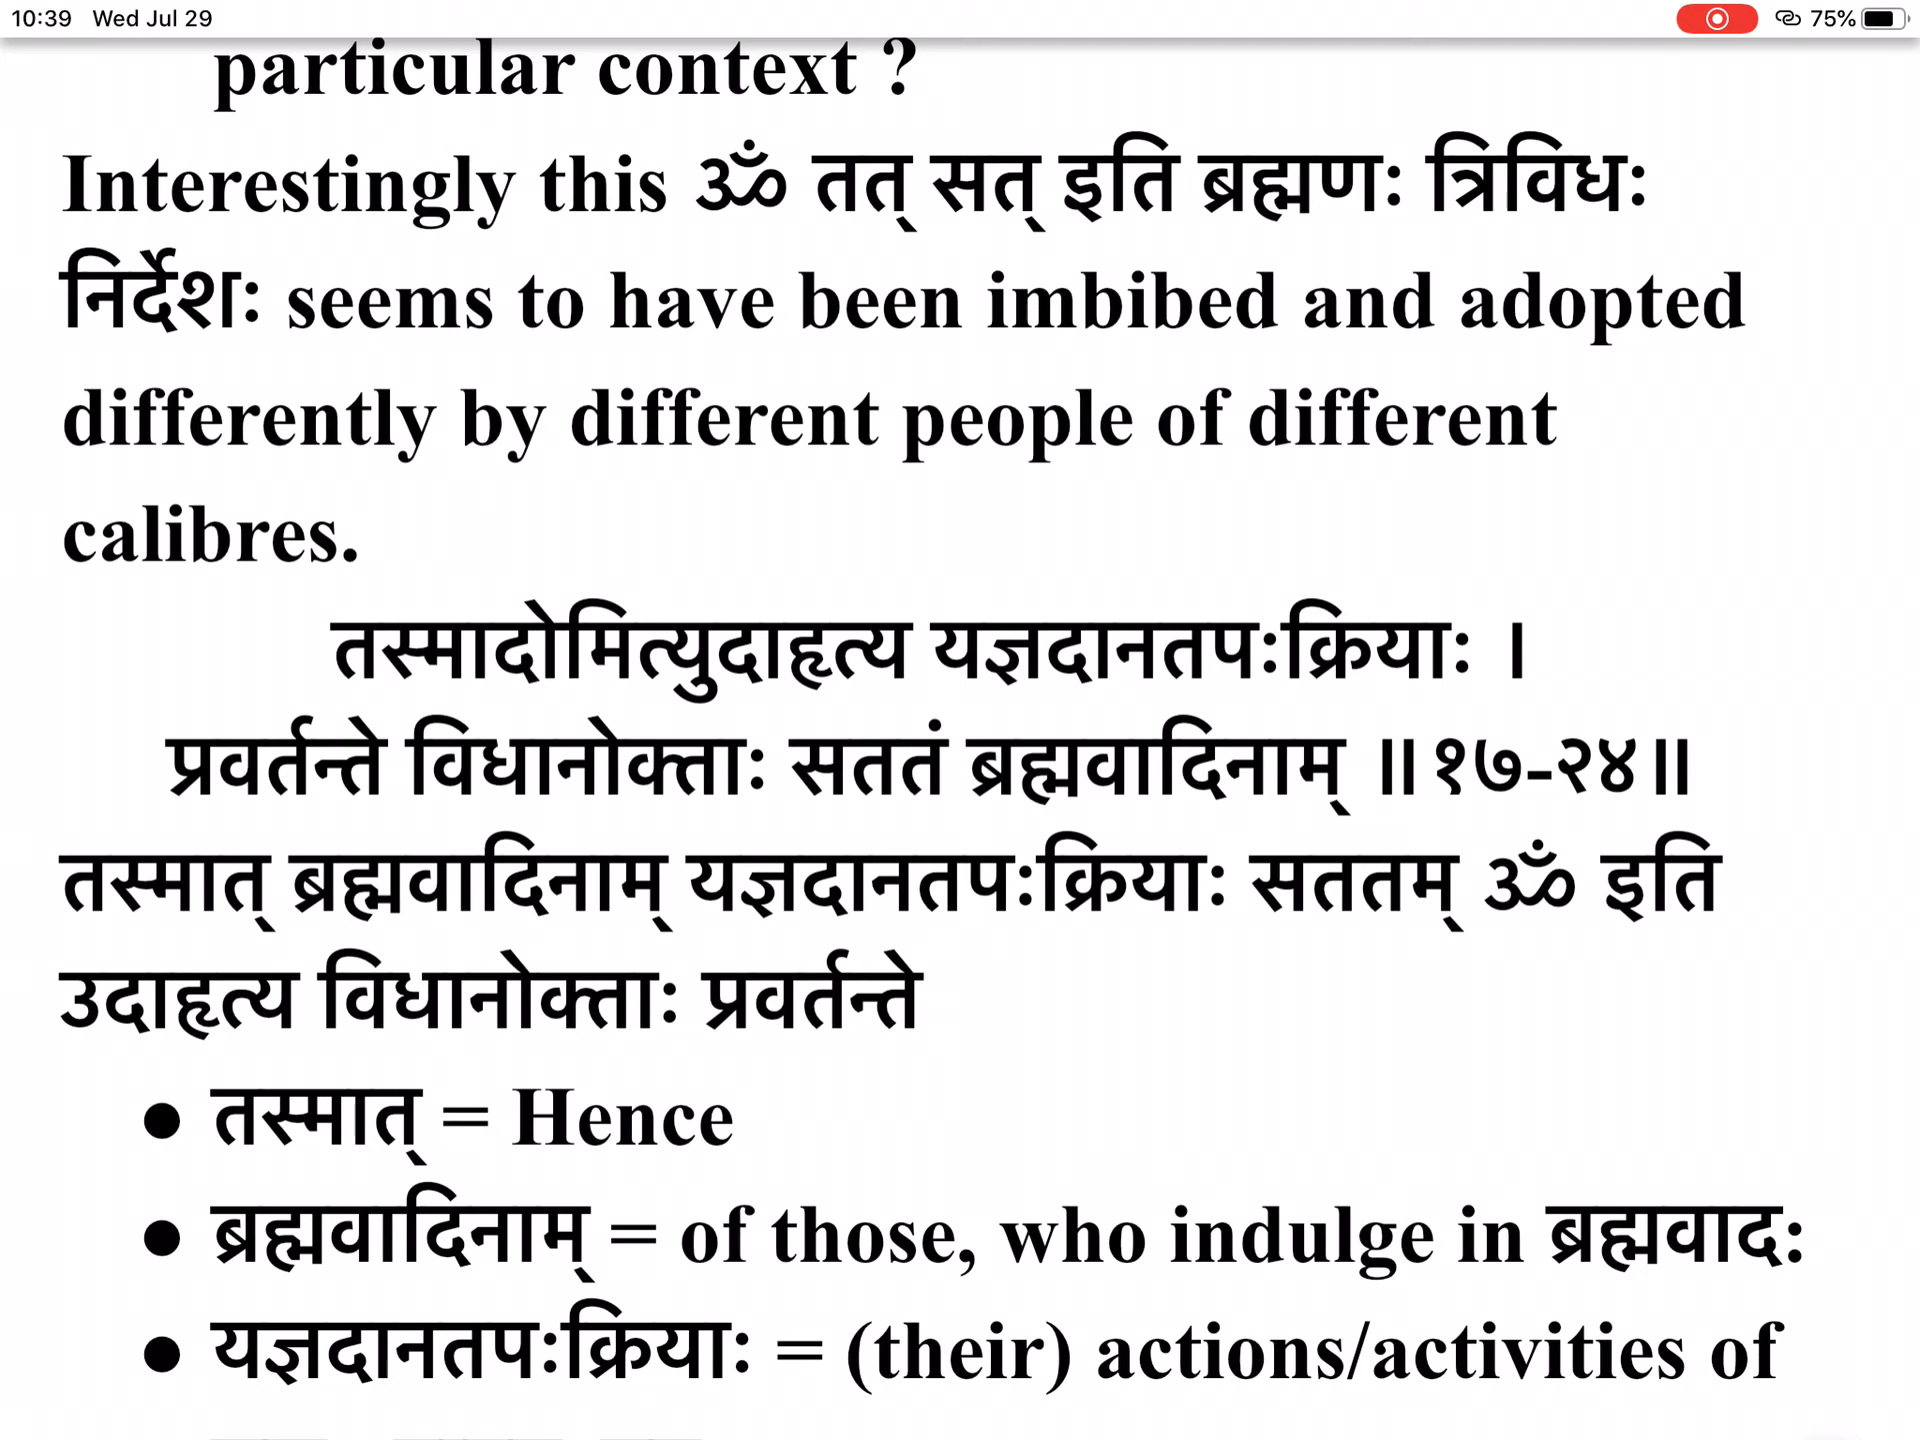 10:39 Wed Jul 29 75%
particular context ?
Interestingly this ॐ तत् सत् इति ब्रह्मणः त्रिविधः
निर्देशः seems to have been imbibed and adopted
differently by different people of different
calibres.
तस्मादोमित्युदाहृत्य यज्ञदानतपःक्रियाः ।
प्रवर्तन्ते विधानोक्ताः सततं ब्रह्मवादिनाम् ॥१७-२४॥
तस्मात् ब्रह्मवादिनाम् यज्ञदानतपःक्रियाः सततम् ॐ इति
उदाहृत्य विधानोक्ताः प्रवर्तन्ते
● तस्मात् = Hence
● ब्रह्मवादिनाम् = of those, who indulge in ब्रह्मवाद:
● यज्ञदानतपःक्रियाः = (their) actions/activities of